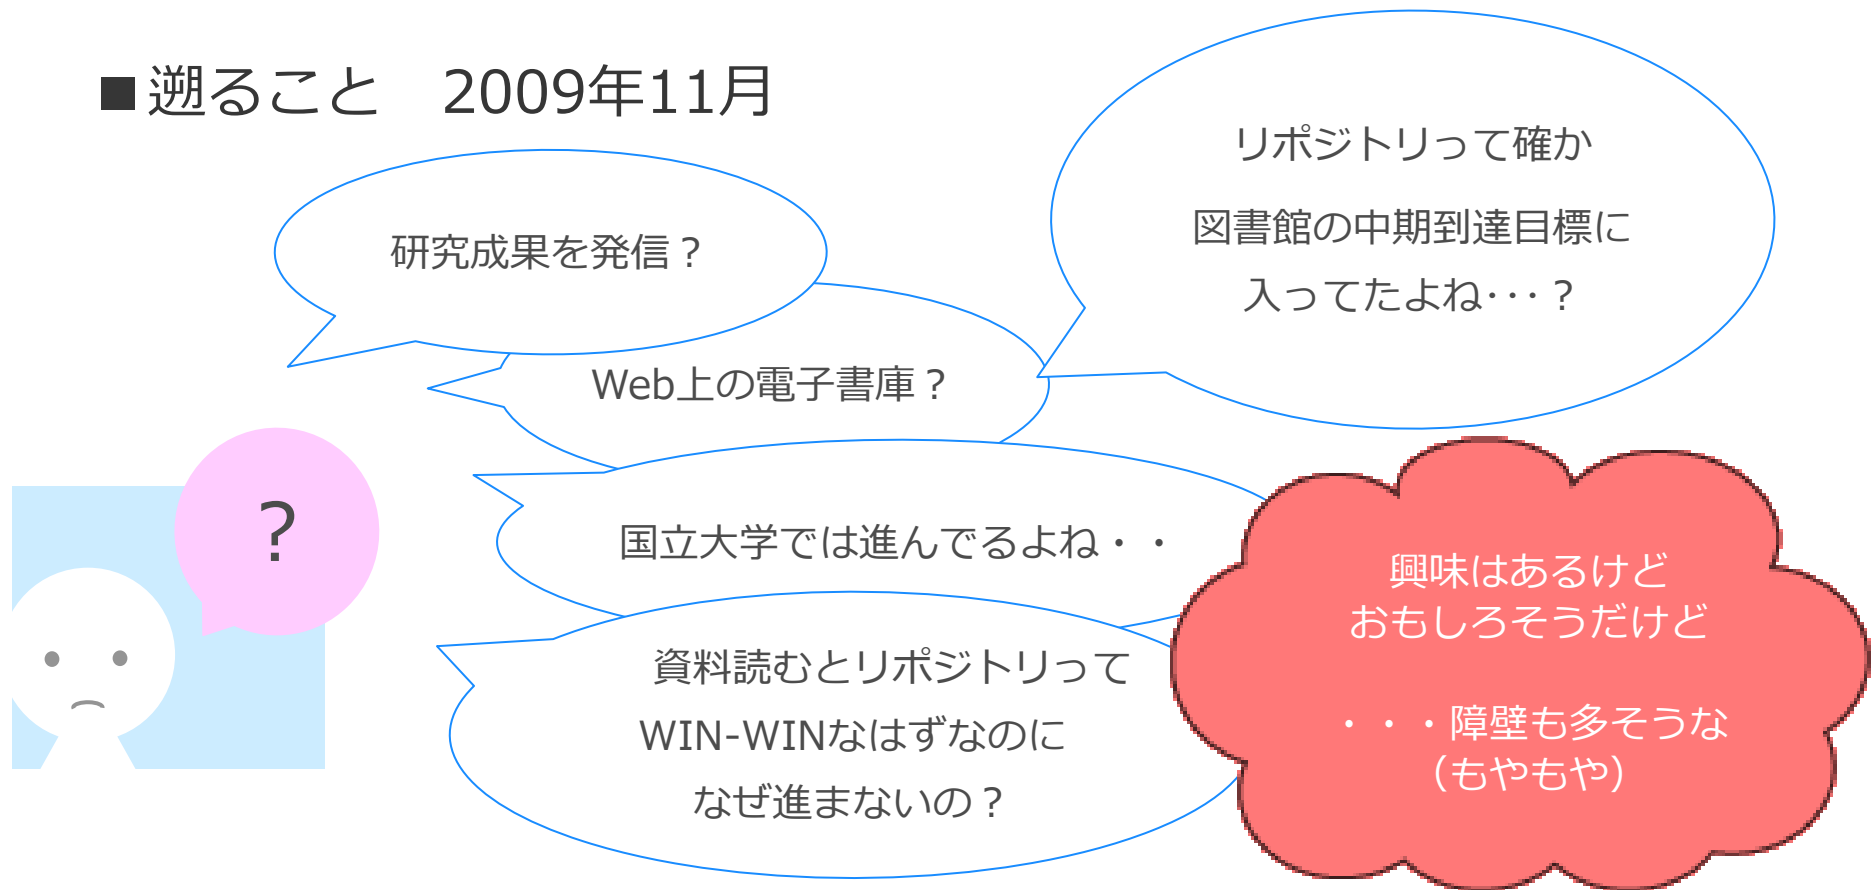 ■遡ること　2009年11月
研究成果を発信？
リポジトリって確か
図書館の中期到達目標に
入ってたよね･･･？
Web上の電子書庫？
?
国立大学では進んでるよね・・
資料読むとリポジトリって
WIN-WINなはずなのに
なぜ進まないの？
興味はあるけど
おもしろそうだけど
・・・障壁も多そうな
（もやもや）